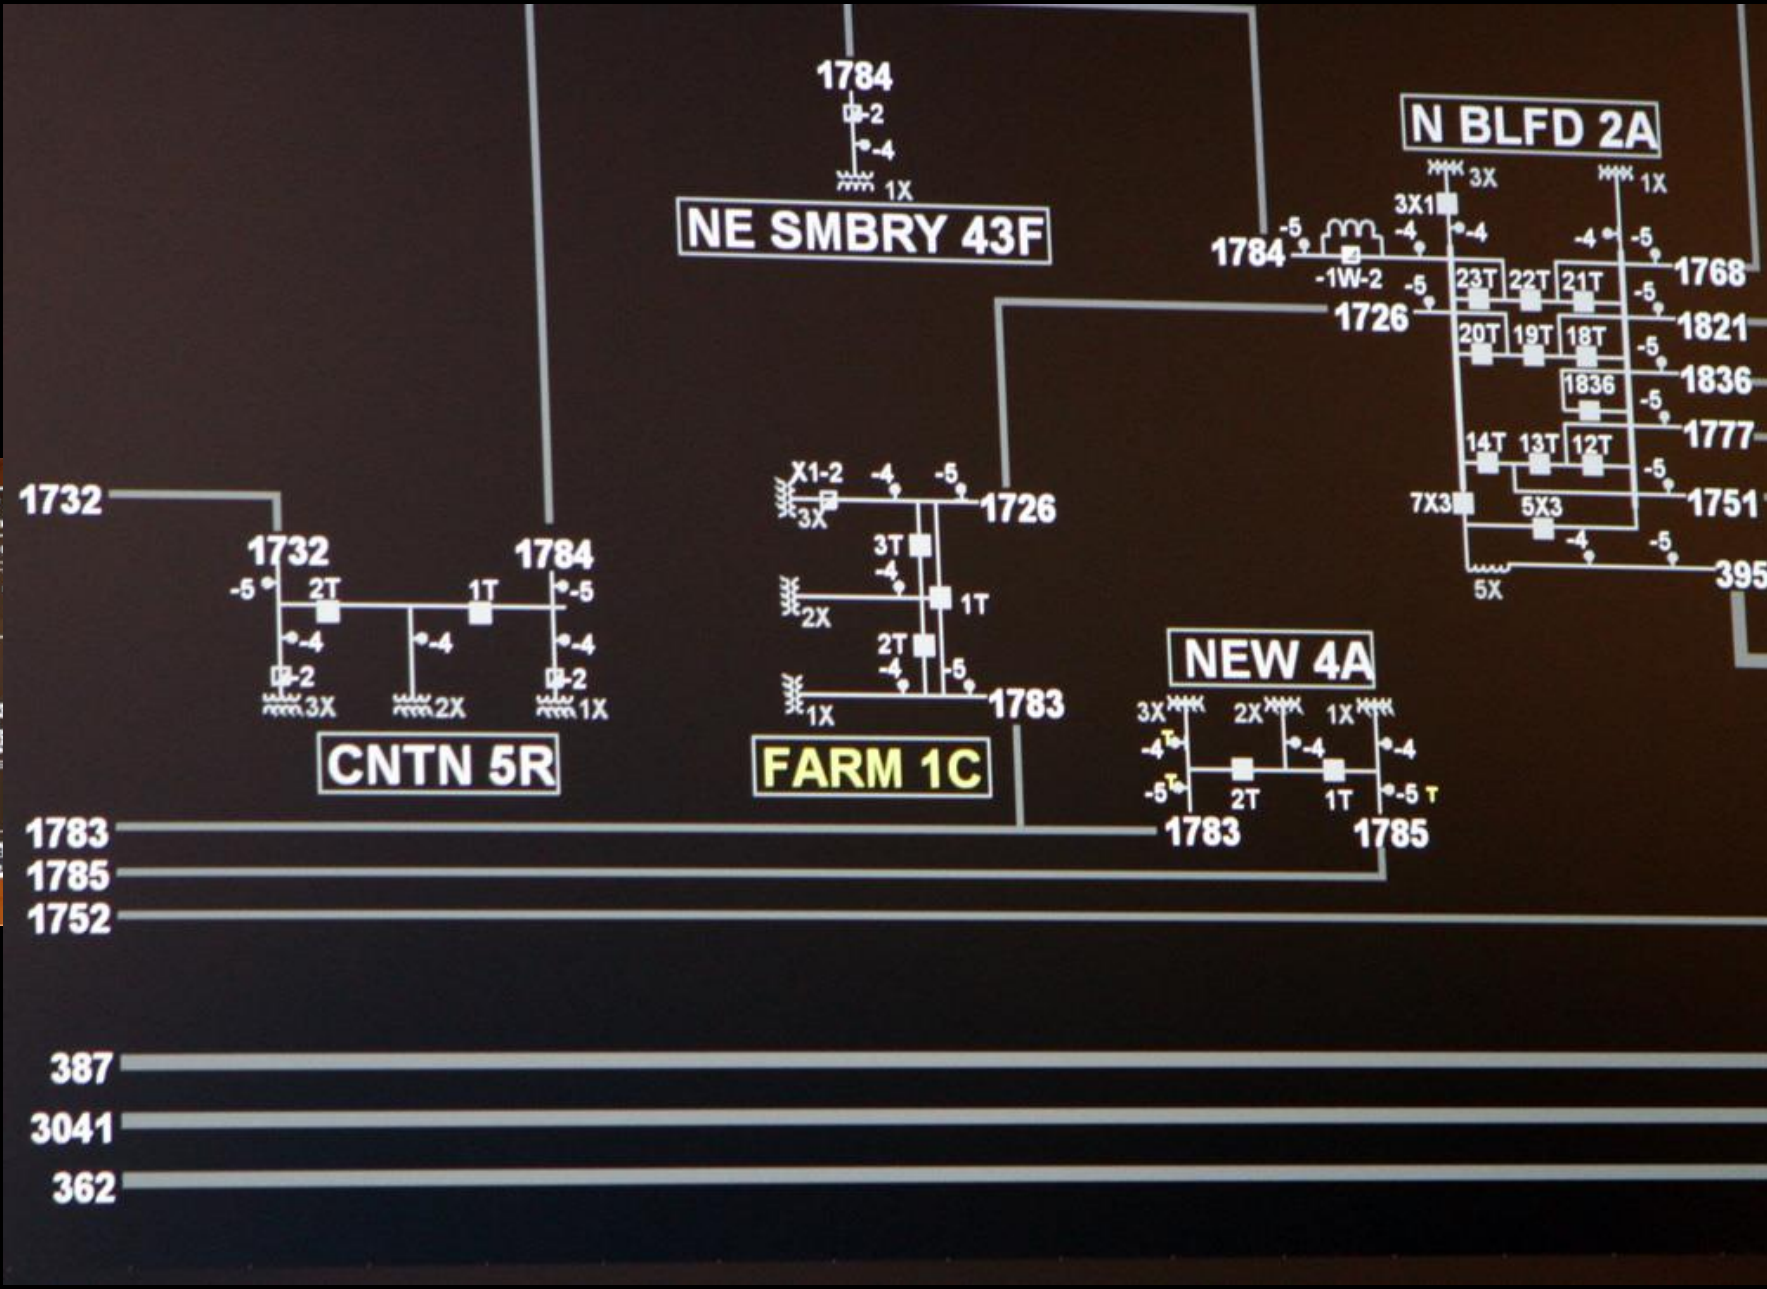 1784
-2
-4
1X
NE SMBRY 43F
N BLFD 2A
3X
1X
3X1
-4
-4
-5
1784
-5
-4
-1W-2
1768
23T
22T
21T
-5
1726
-5
1821
20T
19T
18T
-5
1836
1836
-5
1777
14T
13T
12T
-5
1751
7X3
5X3
-4
-5
395
5X
1732
1732
1784
-5
2T
1T
-5
-4
-4
-4
-2
-2
3X
2X
1X
CNTN 5R
X1-2
-4
-5
3X
1726
3T
-4
2X
1T
2T
-4
-5
1X
1783
FARM 1C
NEW 4A
3X
2X
1X
-4
T
-4
-4
-5
T
2T
1T
-5 T
1783
1785
1783
1785
1752
387
3041
362